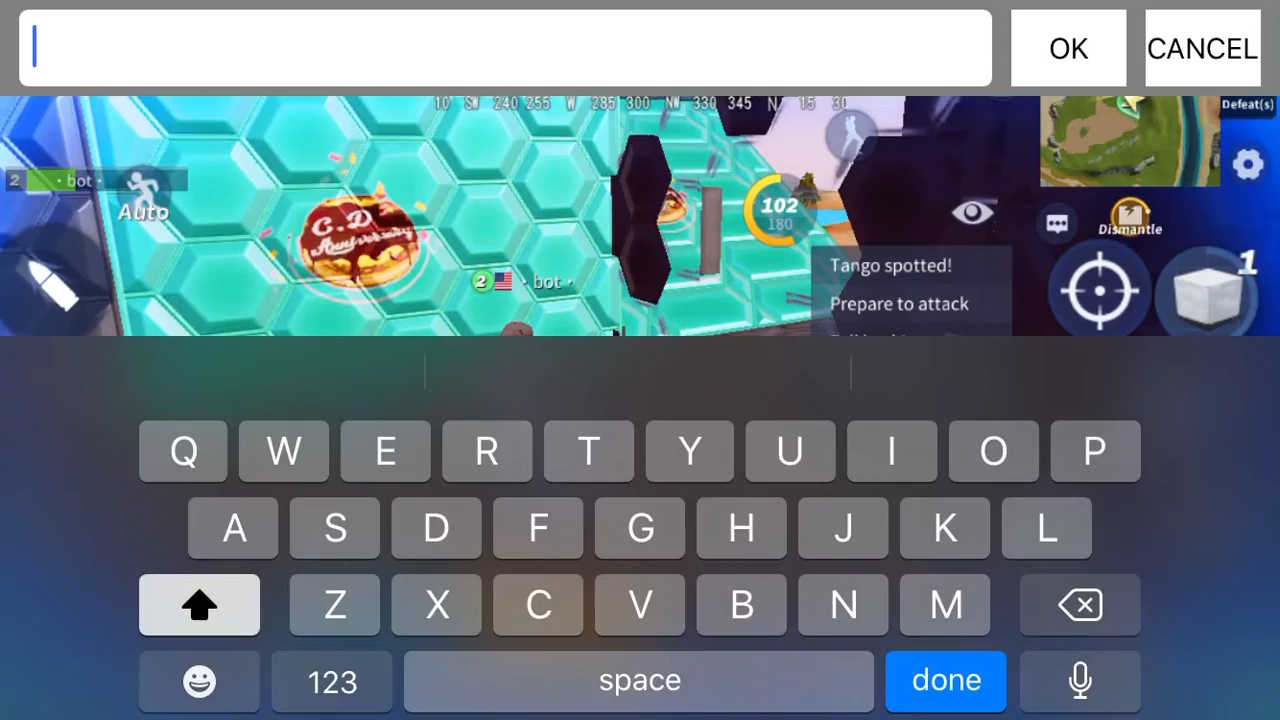 OK
CANCEL
10 SW 240 255 W 285 300 NW 330 345 N 15 30
Defeat(s)
2 · bot ·
Auto
C.D
Anniversary
102
180
2 · bot ·
Dismantle
1
Tango spotted!
Prepare to attack
Q W E R T Y U I O P
A S D F G H J K L
Z X C V B N M
123 space done